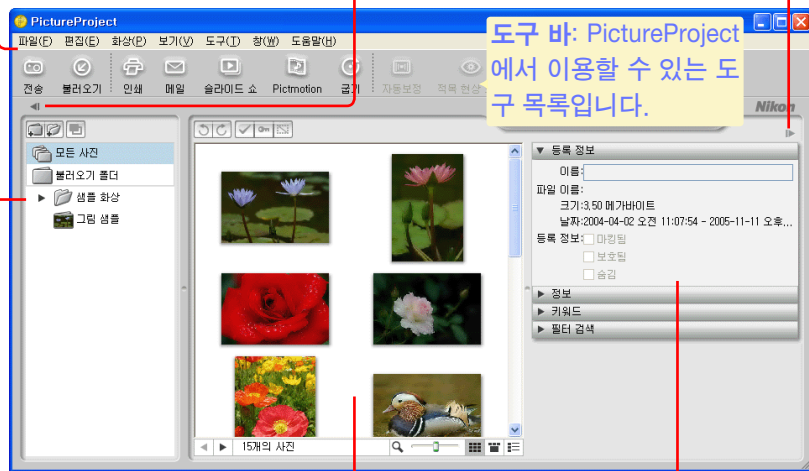 PictureProject
파일(F) 편집(E) 화상(P) 보기(V) 도구(T) 창(W) 도움말(H)
도구 바: PictureProject
에서 이용할 수 있는 도
구 목록입니다.
전송 불러오기 인쇄 메일 슬라이드 쇼 Pictmotion 굽기 자동보정 적목 현상
Nikon
모든 사진
불러오기 폴더
샘플 화상
그림 샘플
등록 정보
이름:
파일 이름:
크기:3,50 메가바이트
날짜:2004-04-02 오전 11:07:54 - 2005-11-11 오후...
등록 정보: 마킹됨
보호됨
숨김
정보
키워드
필터 검색
15개의 사진